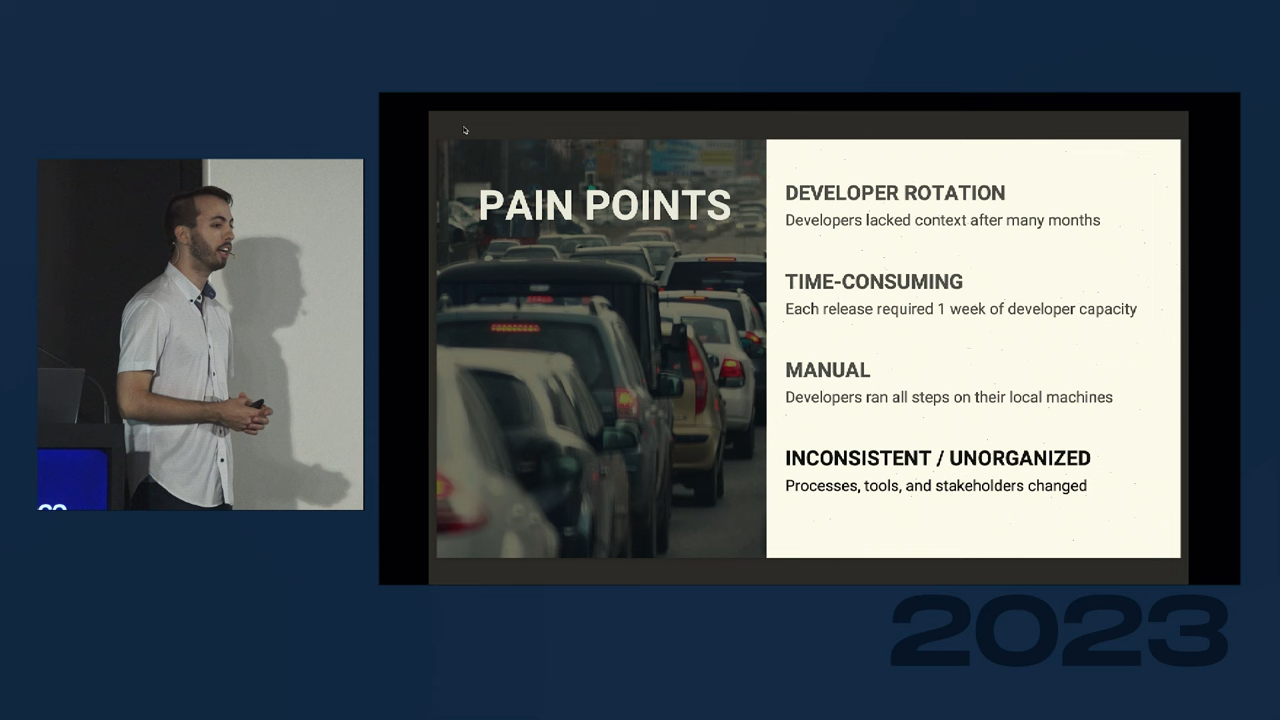 PAIN POINTS
DEVELOPER ROTATION
Developers lacked context after many months
TIME-CONSUMING
Each release required 1 week of developer capacity
MANUAL
Developers ran all steps on their local machines
INCONSISTENT / UNORGANIZED
Processes, tools, and stakeholders changed
2023